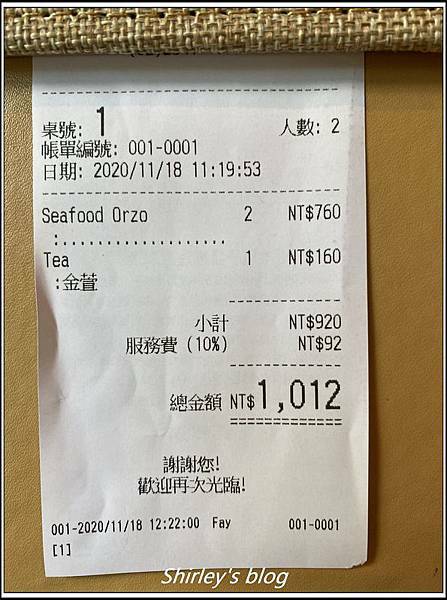 桌號: 1 人數: 2
帳單編號: 001-0001
日期: 2020/11/18 11:19:53
Seafood Orzo 2 NT$760
:....................
Tea 1 NT$160
:金萱
小計 NT$920
服務費 (10%) NT$92
總金額 NT$1,012
謝謝您!
歡迎再次光臨!
001-2020/11/18 12:22:00 Fay 001-0001
[1]
Shirley's blog